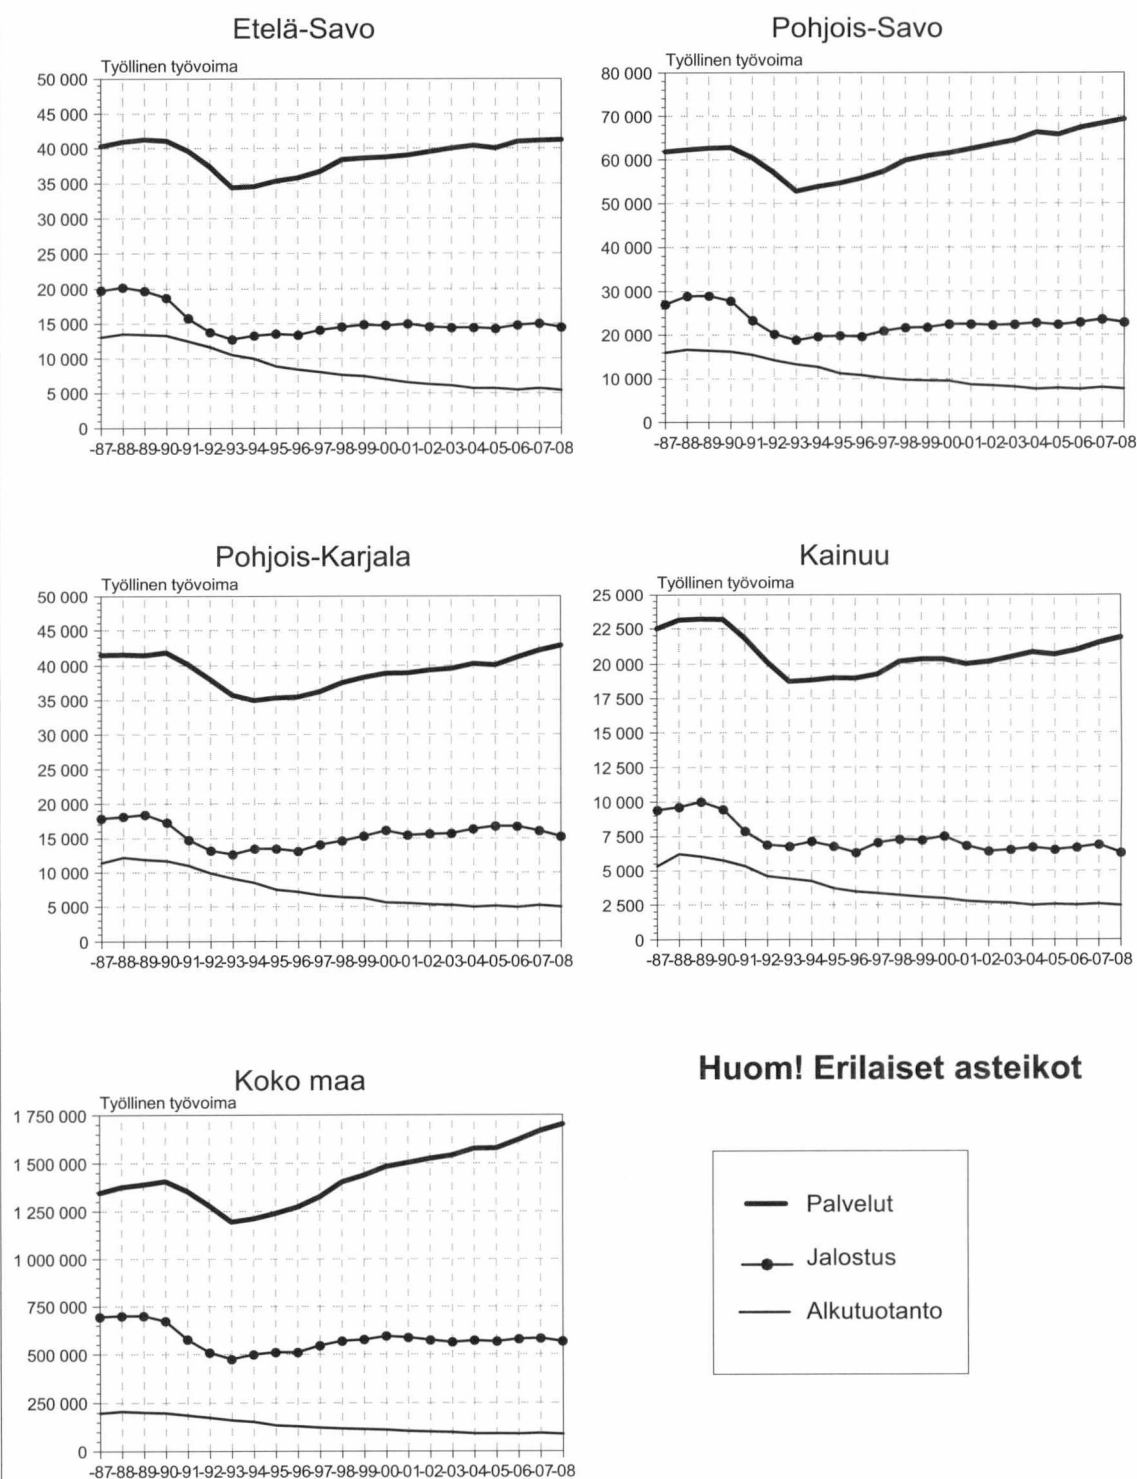 Etelä-Savo
Työllinen työvoima
50 000
45 000
40 000
35 000
30 000
25 000
20 000
15 000
10 000
5 000
0
-87-88-89-90-91-92-93-94-95-96-97-98-99-00-01-02-03-04-05-06-07-08
Pohjois-Savo
Työllinen työvoima
80 000
70 000
60 000
50 000
40 000
30 000
20 000
10 000
0
-87-88-89-90-91-92-93-94-95-96-97-98-99-00-01-02-03-04-05-06-07-08
Pohjois-Karjala
Työllinen työvoima
50 000
45 000
40 000
35 000
30 000
25 000
20 000
15 000
10 000
5 000
0
-87-88-89-90-91-92-93-94-95-96-97-98-99-00-01-02-03-04-05-06-07-08
Kainuu
Työllinen työvoima
25 000
22 500
20 000
17 500
15 000
12 500
10 000
7 500
5 000
2 500
0
-87-88-89-90-91-92-93-94-95-96-97-98-99-00-01-02-03-04-05-06-07-08
Koko maa
Työllinen työvoima
1 750 000
1 500 000
1 250 000
1 000 000
750 000
500 000
250 000
0
-87-88-89-90-91-92-93-94-95-96-97-98-99-00-01-02-03-04-05-06-07-08
Huom! Erilaiset asteikot
Palvelut
Jalostus
Alkutuotanto